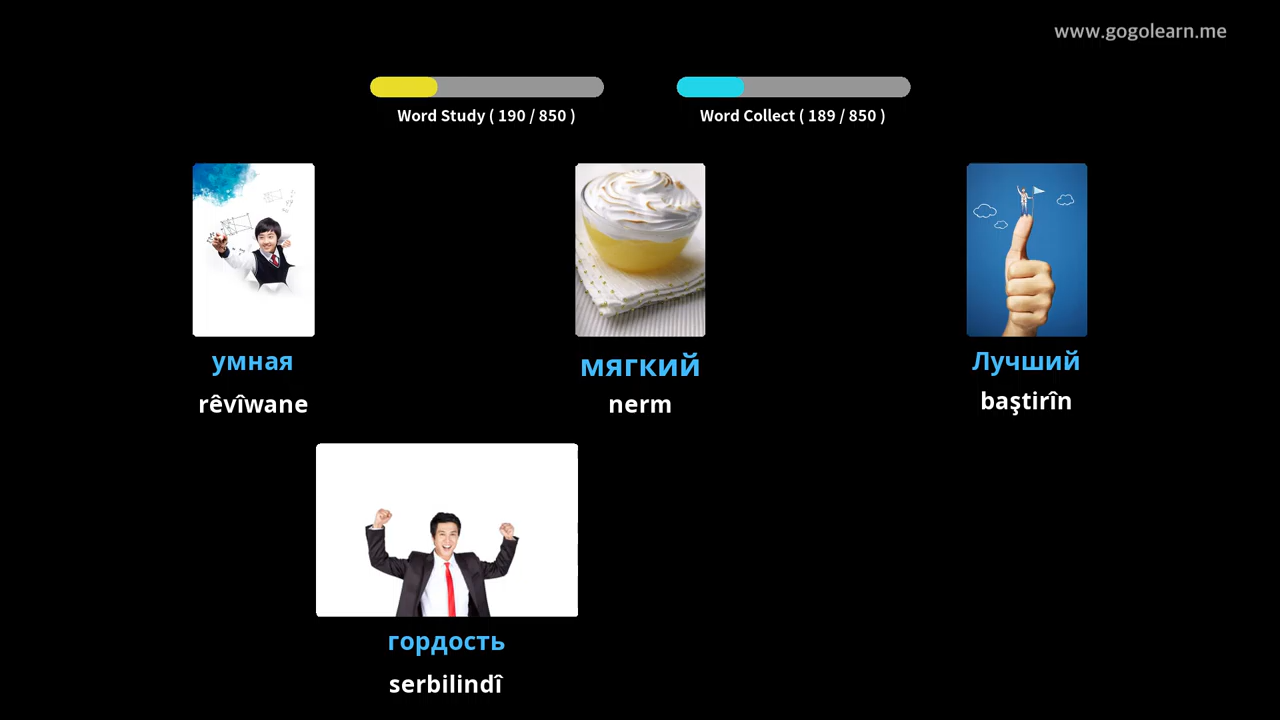 www.gogolearn.me
Word Study ( 190 / 850 )
Word Collect ( 189 / 850 )
умная
rêvîwane
мягкий
nerm
Лучший
baştirîn
гордость
serbilindî